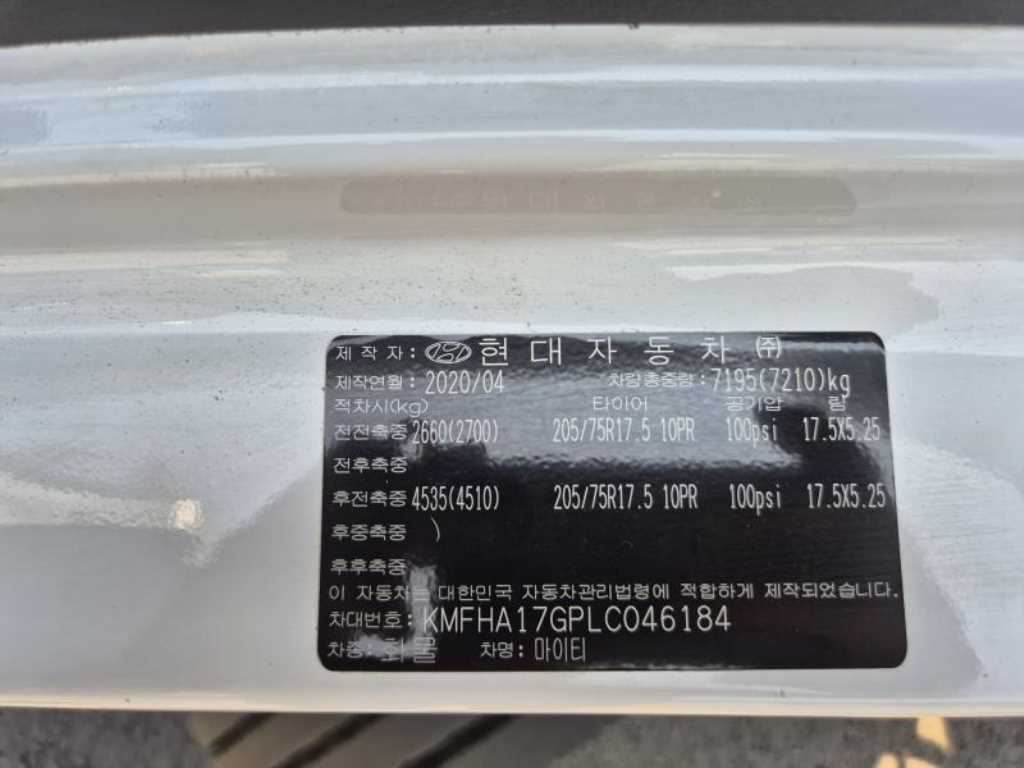 제 작 자: 현 대 자 동 차 ㈜
제작연월: 2020/04 차량총중량: 7195(7210)kg
적차시(kg) 타이어 공기압 림
전전축중 2660(2700) 205/75R17.5 10PR 100psi 17.5X5.25
전후축중
후전축중 4535(4510) 205/75R17.5 10PR 100psi 17.5X5.25
후중축중 )
후후축중
이 자동차는 대한민국 자동차관리법령에 적합하게 제작되었습니다.
차대번호: KMFHA17GPLC046184
차종: 화물 차명: 마이티